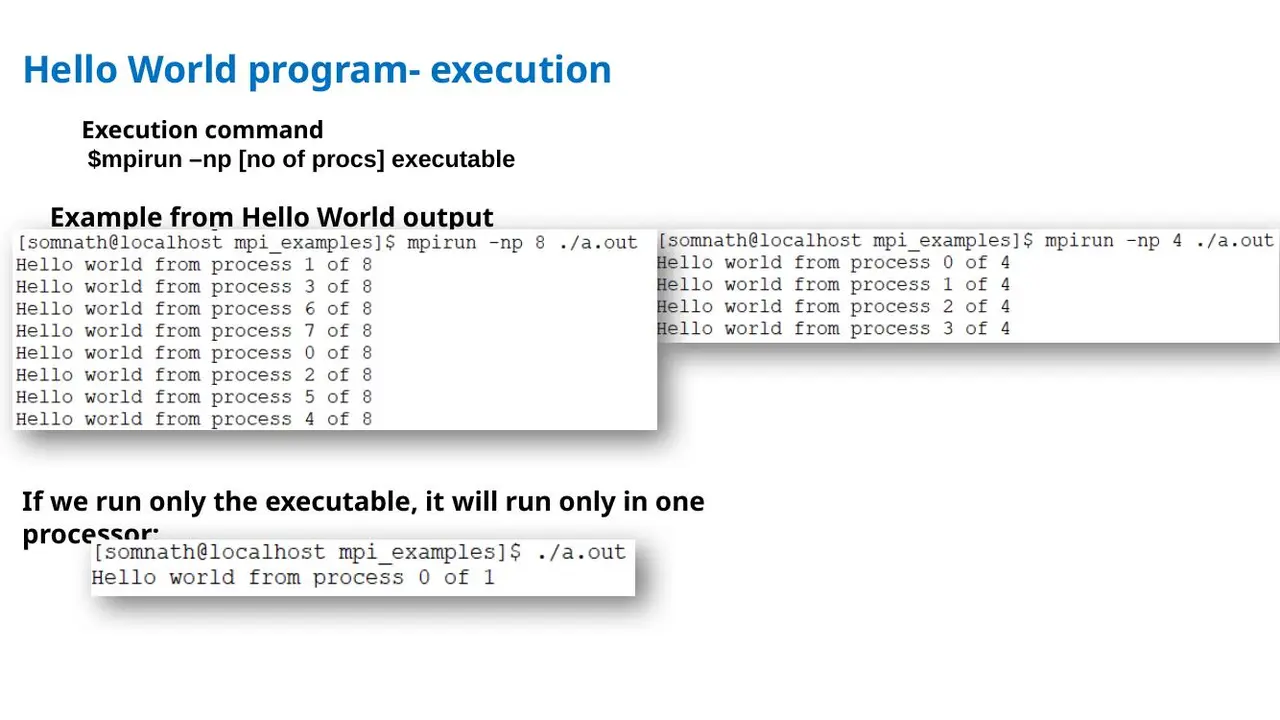 Hello World program- execution
Execution command
$mpirun –np [no of procs] executable
Example from Hello World output
[somnath@localhost mpi_examples]$ mpirun -np 8 ./a.out
Hello world from process 1 of 8
Hello world from process 3 of 8
Hello world from process 6 of 8
Hello world from process 7 of 8
Hello world from process 0 of 8
Hello world from process 2 of 8
Hello world from process 5 of 8
Hello world from process 4 of 8
[somnath@localhost mpi_examples]$ mpirun -np 4 ./a.out
Hello world from process 0 of 4
Hello world from process 1 of 4
Hello world from process 2 of 4
Hello world from process 3 of 4
If we run only the executable, it will run only in one
processor:
[somnath@localhost mpi_examples]$ ./a.out
Hello world from process 0 of 1